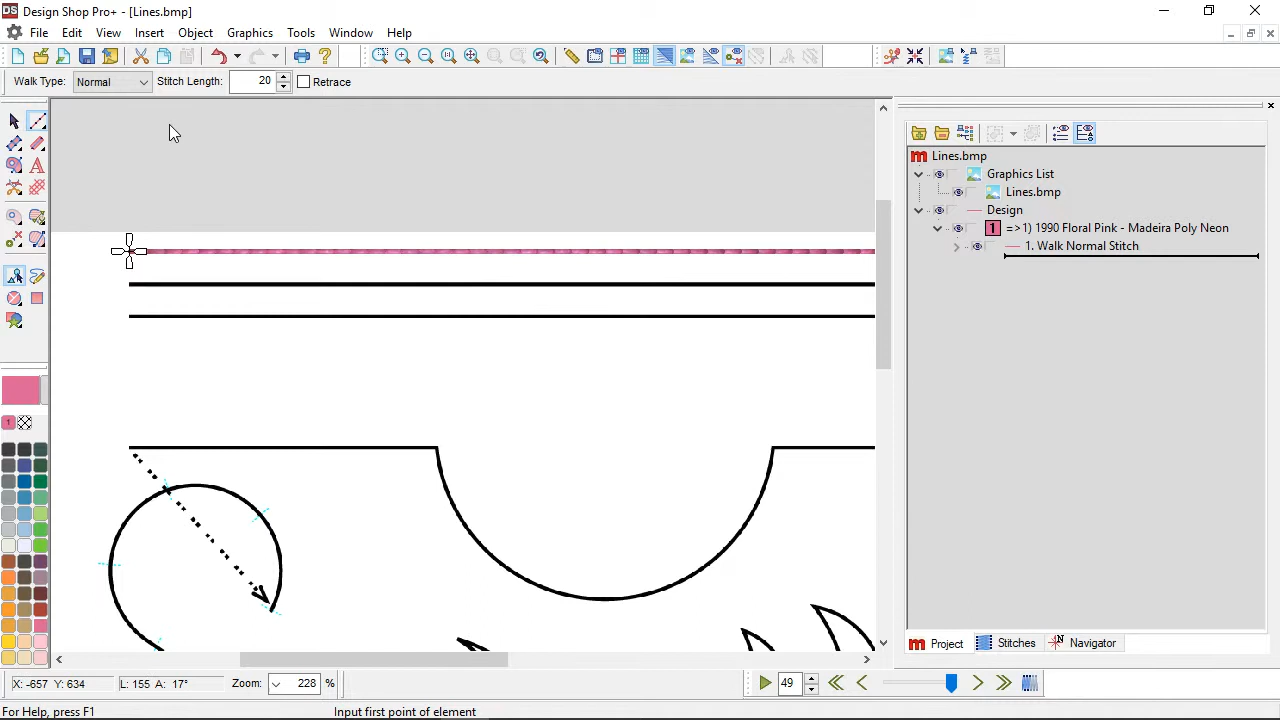 DS Design Shop Pro+ - [Lines.bmp]
File Edit View Insert Object Graphics Tools Window Help
Walk Type: Normal Stitch Length: 20 Retrace
Lines.bmp
Graphics List
Lines.bmp
Design
1 =>1) 1990 Floral Pink - Madeira Poly Neon
1. Walk Normal Stitch
1
Project Stitches Navigator
X: -657 Y: 634 L: 155 A: 17° Zoom: 228 % 49
For Help, press F1 Input first point of element